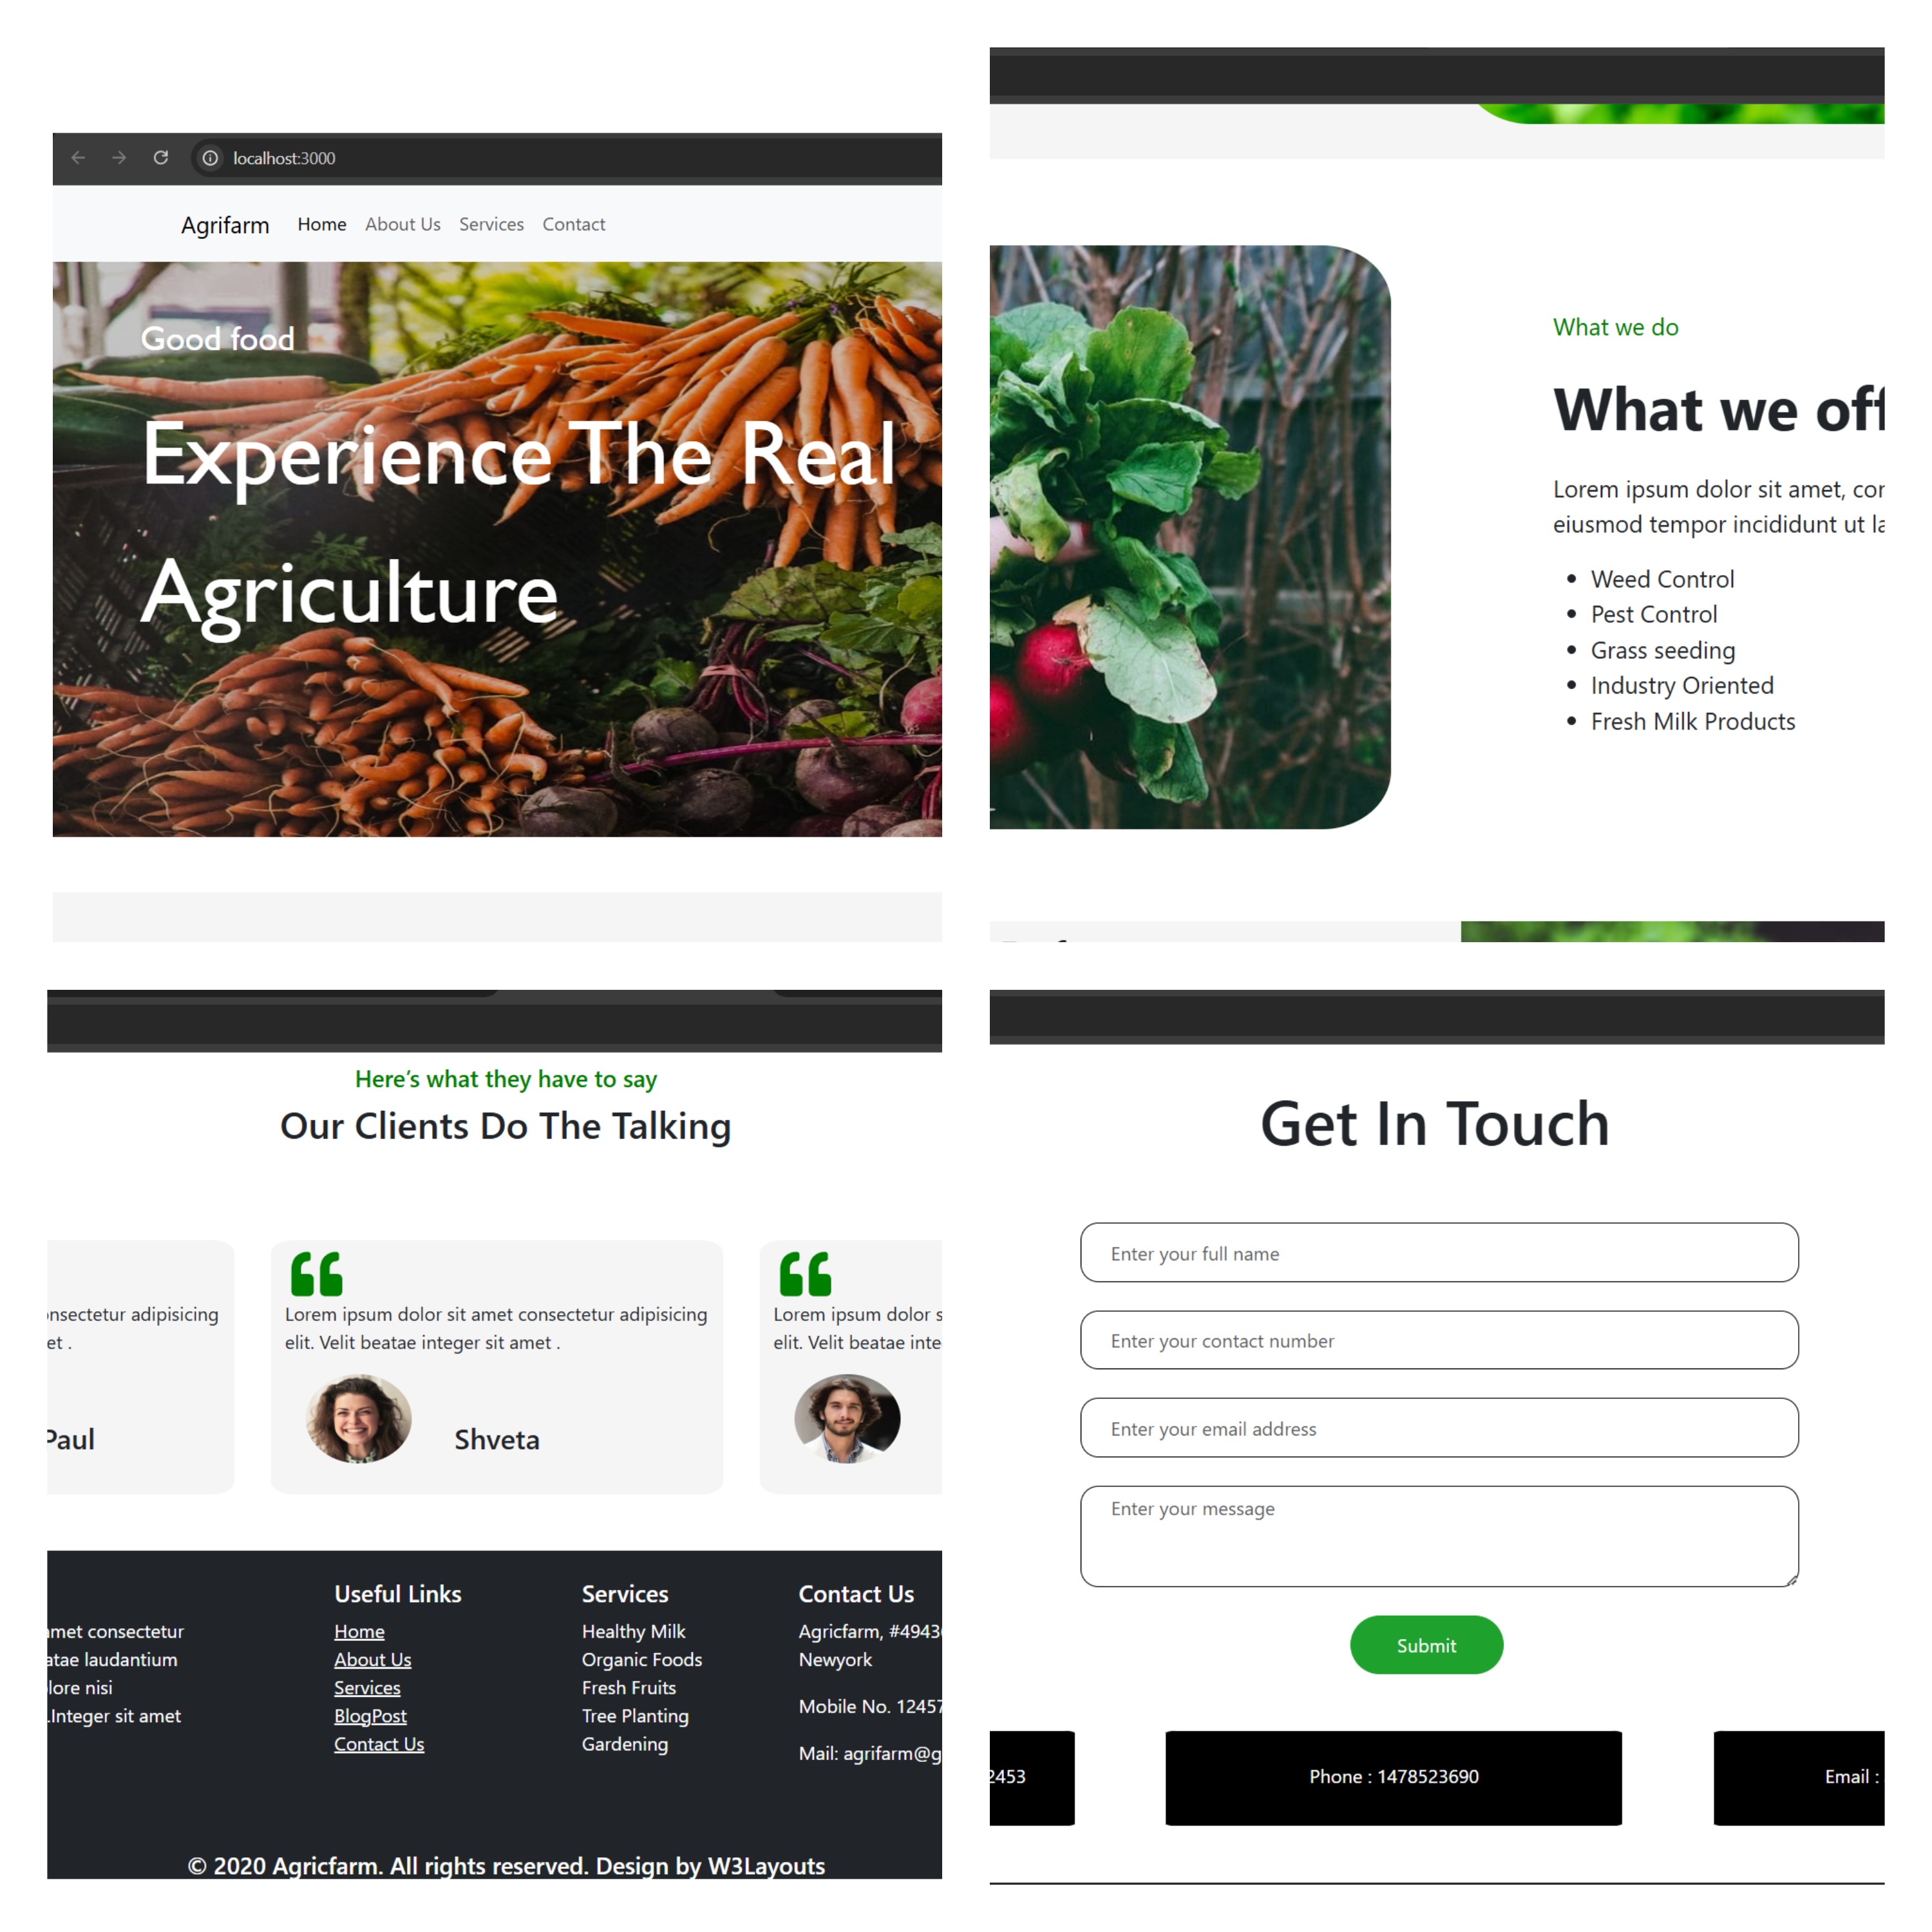 localhost:3000
Agrifarm Home About Us Services Contact
Good food
Experience The Real
Agriculture
What we do
What we off
Lorem ipsum dolor sit amet, cor
eiusmod tempor incididunt ut la
Weed Control
Pest Control
Grass seeding
Industry Oriented
Fresh Milk Products
Here's what they have to say
Our Clients Do The Talking
nsectetur adipisicing
et .
Paul
Lorem ipsum dolor sit amet consectetur adipisicing
elit. Velit beatae integer sit amet .
Shveta
Lorem ipsum dolor s
elit. Velit beatae inte
amet consectetur
atae laudantium
lore nisi
.Integer sit amet
Useful Links
Home
About Us
Services
BlogPost
Contact Us
Services
Healthy Milk
Organic Foods
Fresh Fruits
Tree Planting
Gardening
Contact Us
Agricfarm, #4943
Newyork
Mobile No. 12457
Mail: agrifarm@g
© 2020 Agricfarm. All rights reserved. Design by W3Layouts
Get In Touch
Enter your full name
Enter your contact number
Enter your email address
Enter your message
Submit
2453
Phone : 1478523690
Email :